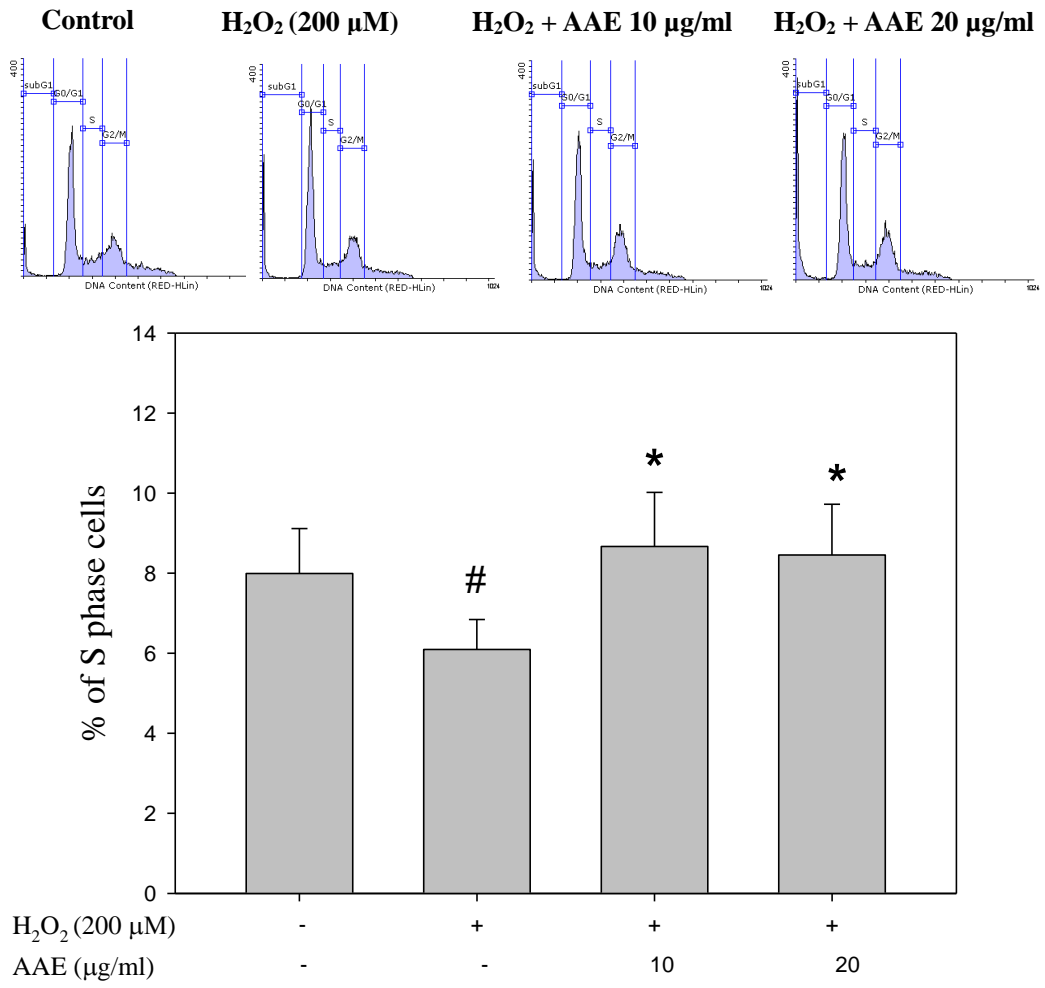 Control H₂O₂ (200 μM) H₂O₂ + AAE 10 μg/ml H₂O₂ + AAE 20 μg/ml
400 subG1 G0/G1 S G2/M
DNA Content (RED-HLin)
subG1 G0/G1 S G2/M
DNA Content (RED-HLin) 1024
400 subG1 G0/G1 S G2/M
DNA Content (RED-HLin) 1024
400 subG1 G0/G1 S G2/M
DNA Content (RED-HLin) 1024
% of S phase cells
14
12
10
8
6
4
2
0
#
*
*
H₂O₂ (200 μM) - + + +
AAE (μg/ml) - - 10 20